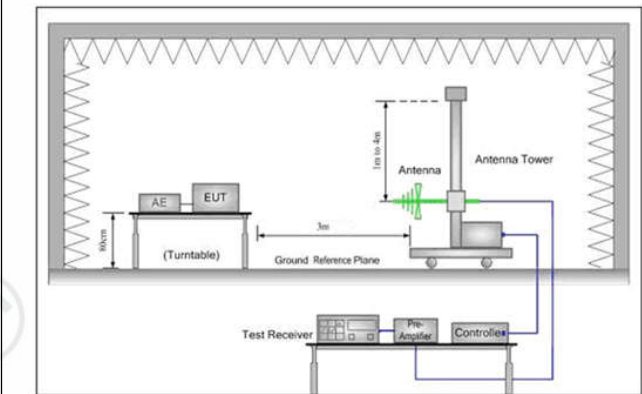 1m to 4m
Antenna
Antenna Tower
AE
EUT
80cm
3m
(Turntable)
Ground Reference Plane
Test Receiver
Pre-
Amplifier
Controller